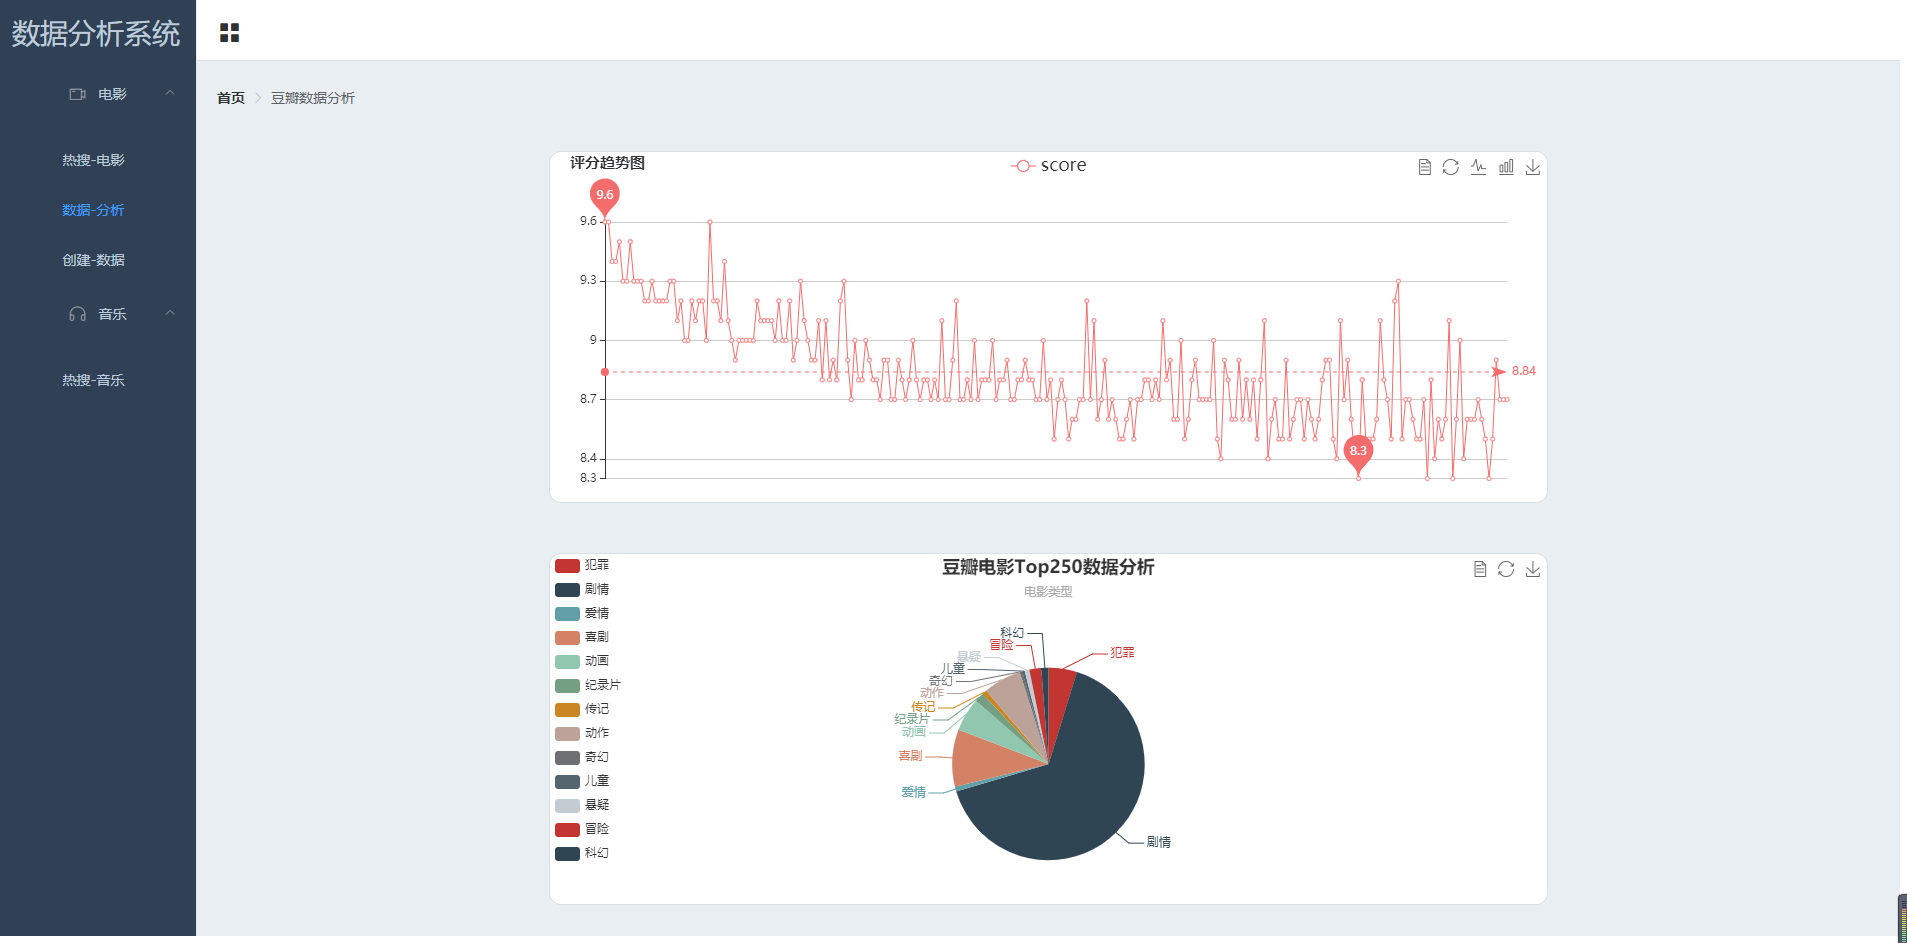 数据分析系统
电影
热搜-电影
数据-分析
创建-数据
音乐
热搜-音乐
首页
豆瓣数据分析
评分趋势图
score
9.6
9.6
9.3
9
8.84
8.7
8.4
8.3
8.3
豆瓣电影Top250数据分析
电影类型
犯罪
剧情
爱情
喜剧
动画
纪录片
传记
动作
奇幻
儿童
悬疑
冒险
科幻
科幻
冒险
悬疑
儿童
奇幻
动作
传记
纪录片
动画
喜剧
爱情
犯罪
剧情